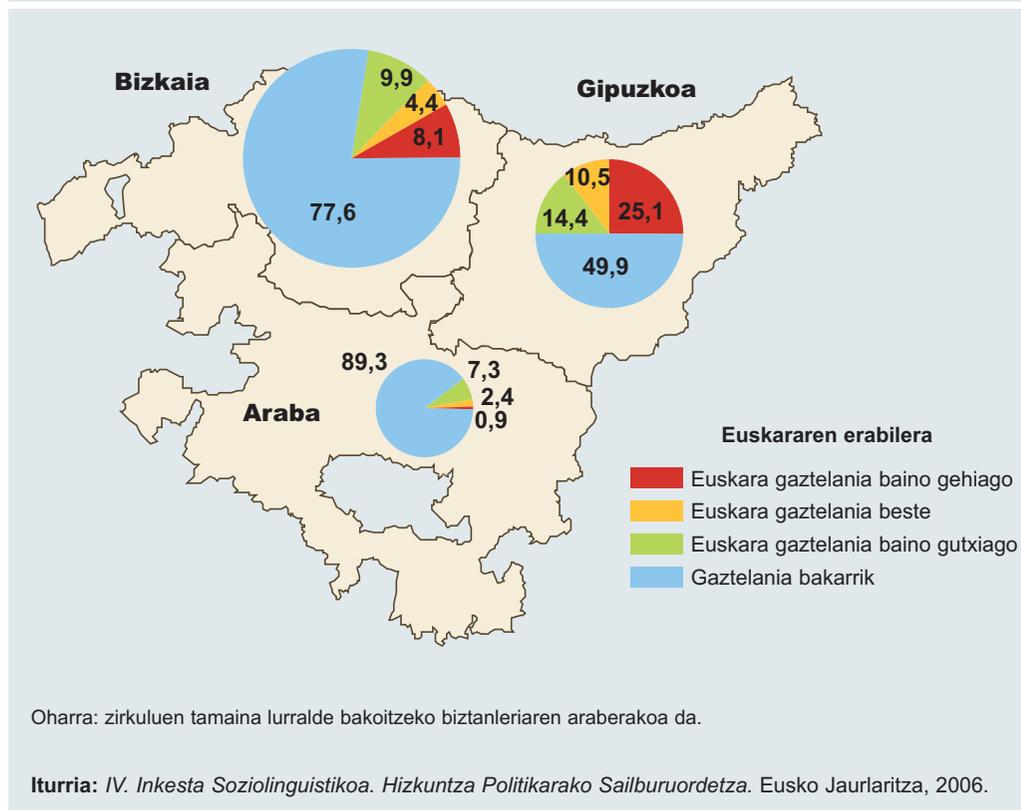 Bizkaia
9,9
4,4
8,1
77,6
Gipuzkoa
10,5
25,1
14,4
49,9
89,3
7,3
2,4
0,9
Araba
Euskararen erabilera
Euskara gaztelania baino gehiago
Euskara gaztelania beste
Euskara gaztelania baino gutxiago
Gaztelania bakarrik
Oharra: zirkuluen tamaina lurralde bakoitzeko biztanleriaren araberakoa da.
Iturria: IV. Inkesta Soziolinguistikoa. Hizkuntza Politikarako Sailburuordetza. Eusko Jaurlaritza, 2006.